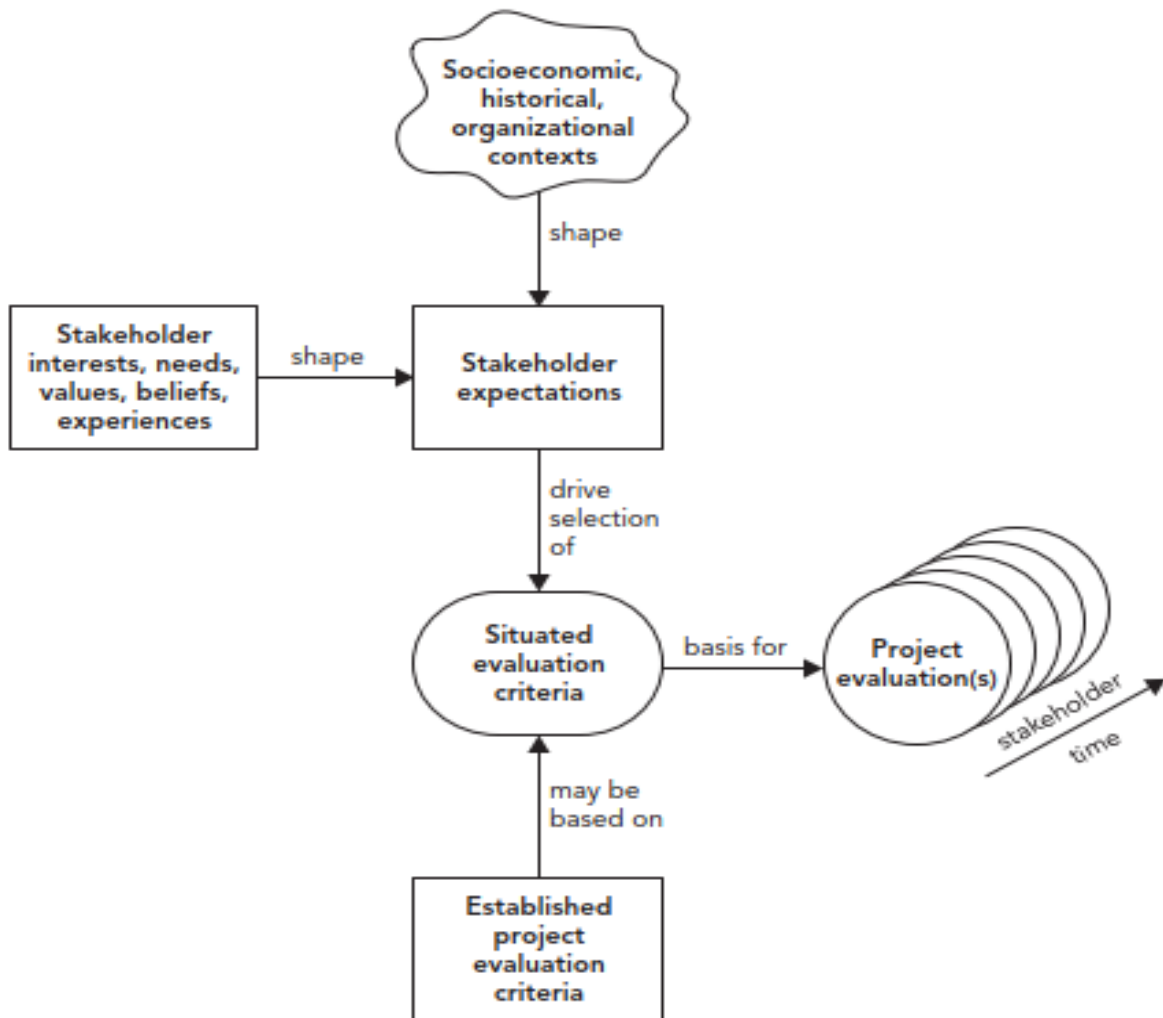 Socioeconomic,
historical,
organizational
contexts
shape
Stakeholder
interests, needs,
values, beliefs,
experiences
shape
Stakeholder
expectations
drive
selection
of
Situated
evaluation
criteria
basis for
Project
evaluation(s)
stakeholder
time
may be
based on
Established
project
evaluation
criteria